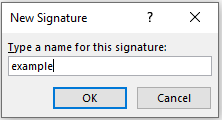 New Signature ? ×
Type a name for this signature:
example
OK Cancel